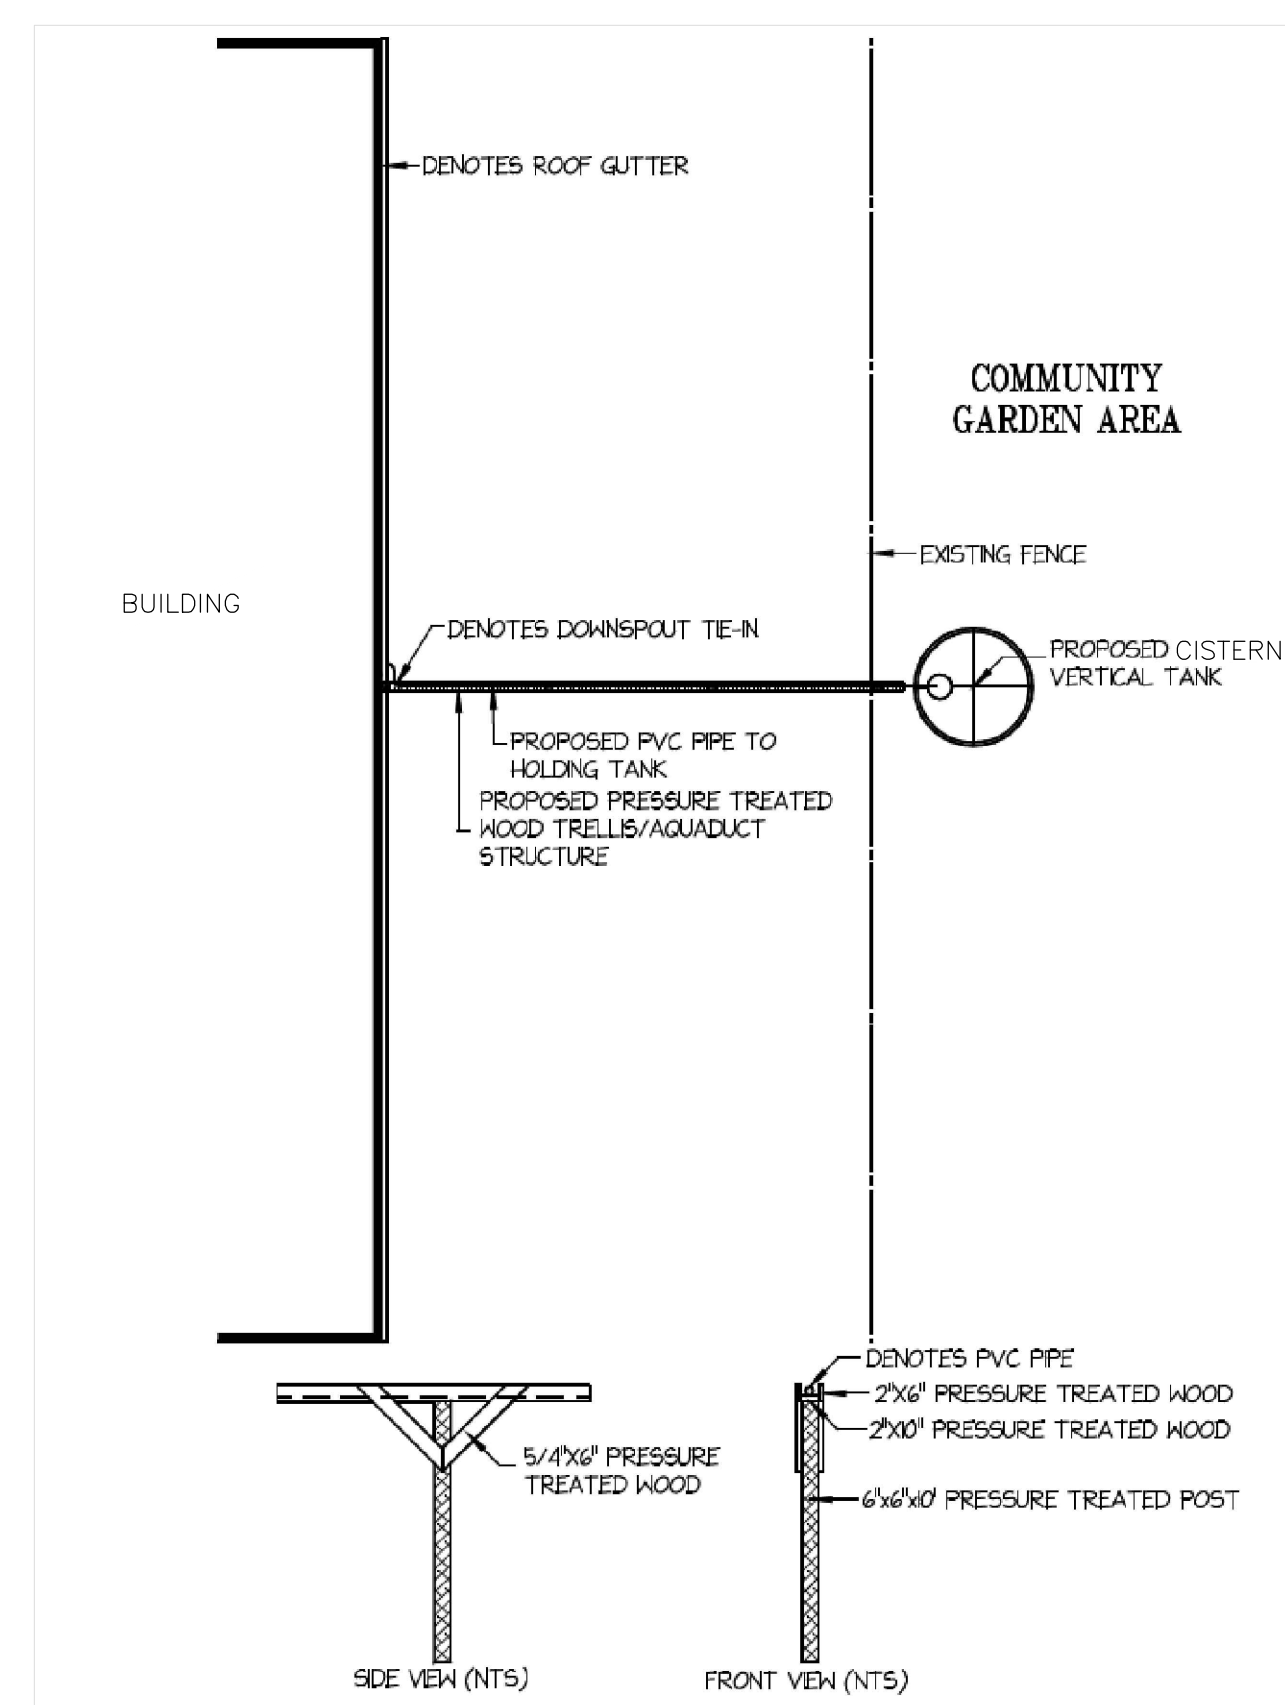 DENOTES ROOF GUTTER
COMMUNITY
GARDEN AREA
EXISTING FENCE
BUILDING
DENOTES DOWNSPOUT TIE-IN
PROPOSED CISTERN
VERTICAL TANK
PROPOSED PVC PIPE TO
HOLDING TANK
PROPOSED PRESSURE TREATED
WOOD TRELLIS/AQUADUCT
STRUCTURE
DENOTES PVC PIPE
2"X6" PRESSURE TREATED WOOD
2"X10" PRESSURE TREATED WOOD
5/4"X6" PRESSURE
TREATED WOOD
6"x6"x10' PRESSURE TREATED POST
SIDE VIEW (NTS)
FRONT VIEW (NTS)